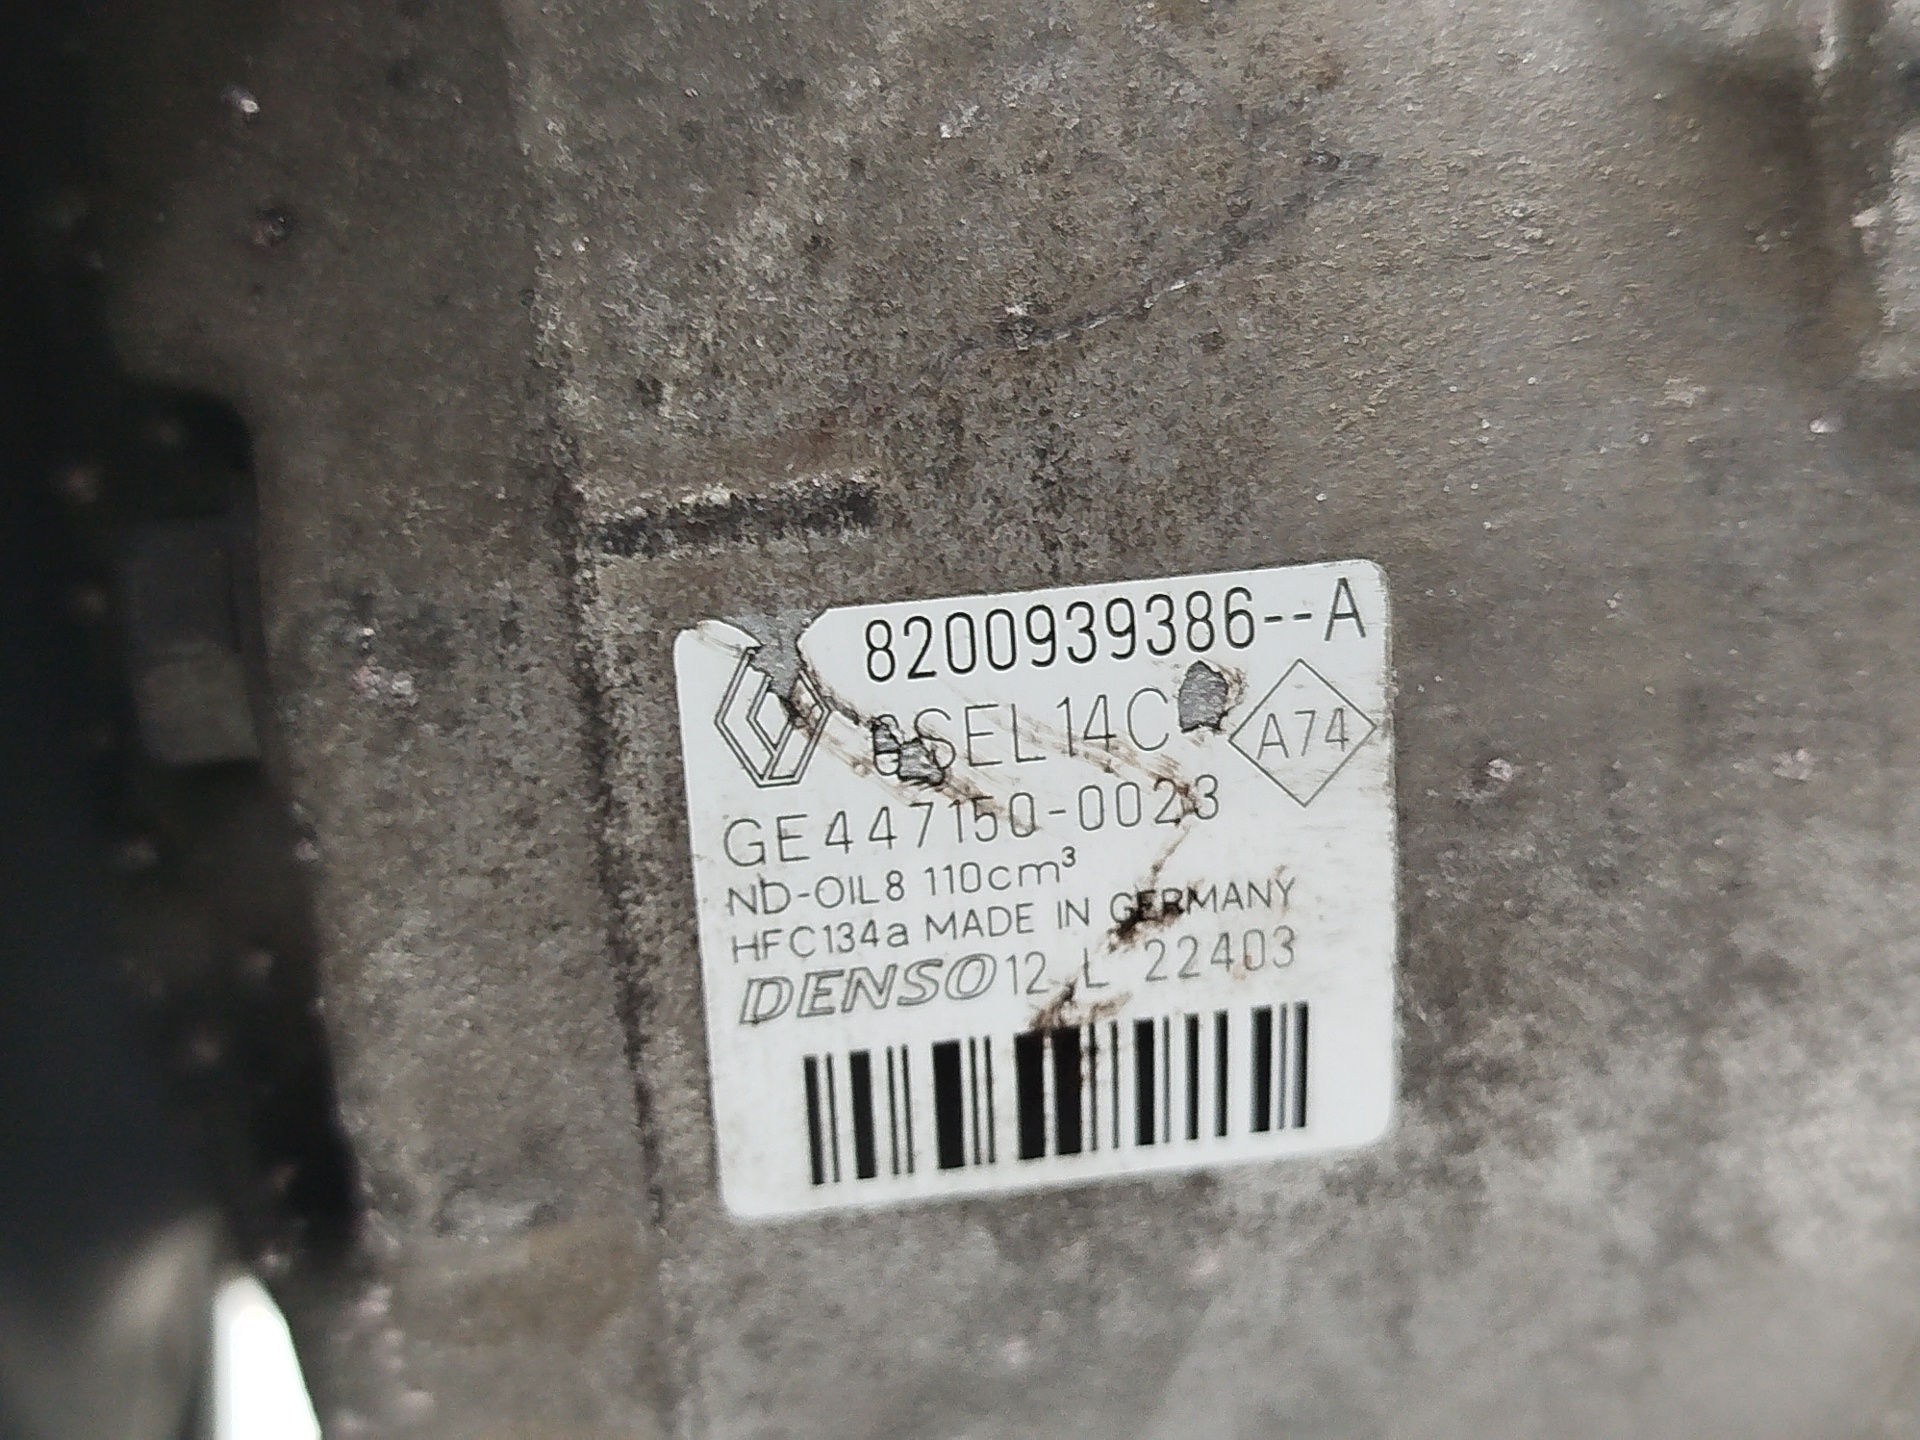 8200939386--A
6SEL14C
A74
GE447150-0023
ND-OIL8 110cm³
HFC134a MADE IN GERMANY
DENSO 12 L 22403